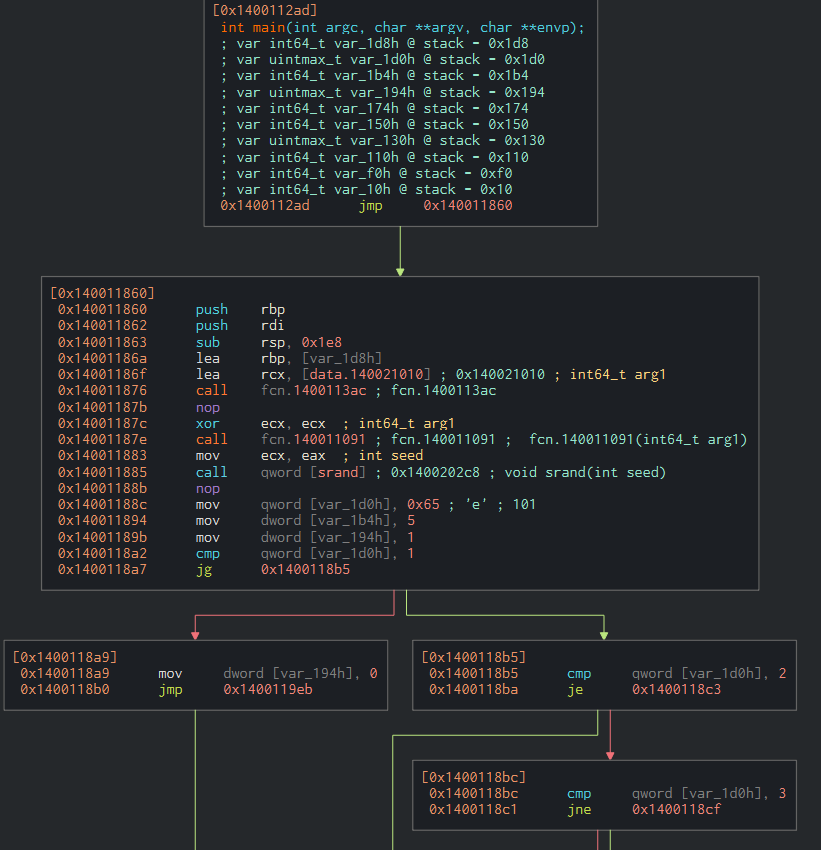 [0x1400112ad]
int main(int argc, char **argv, char **envp);
; var int64_t var_1d8h @ stack - 0x1d8
; var uintmax_t var_1d0h @ stack - 0x1d0
; var int64_t var_1b4h @ stack - 0x1b4
; var uintmax_t var_194h @ stack - 0x194
; var int64_t var_174h @ stack - 0x174
; var int64_t var_150h @ stack - 0x150
; var uintmax_t var_130h @ stack - 0x130
; var int64_t var_110h @ stack - 0x110
; var int64_t var_f0h @ stack - 0xf0
; var int64_t var_10h @ stack - 0x10
0x1400112ad jmp 0x140011860
[0x140011860]
0x140011860 push rbp
0x140011862 push rdi
0x140011863 sub rsp, 0x1e8
0x14001186a lea rbp, [var_1d8h]
0x14001186f lea rcx, [data.140021010] ; 0x140021010 ; int64_t arg1
0x140011876 call fcn.1400113ac ; fcn.1400113ac
0x14001187b nop
0x14001187c xor ecx, ecx ; int64_t arg1
0x14001187e call fcn.140011091 ; fcn.140011091 ; fcn.140011091(int64_t arg1)
0x140011883 mov ecx, eax ; int seed
0x140011885 call qword [srand] ; 0x1400202c8 ; void srand(int seed)
0x14001188b nop
0x14001188c mov qword [var_1d0h], 0x65 ; 'e' ; 101
0x140011894 mov dword [var_1b4h], 5
0x14001189b mov dword [var_194h], 1
0x1400118a2 cmp qword [var_1d0h], 1
0x1400118a7 jg 0x1400118b5
[0x1400118a9]
0x1400118a9 mov dword [var_194h], 0
0x1400118b0 jmp 0x1400119eb
[0x1400118b5]
0x1400118b5 cmp qword [var_1d0h], 2
0x1400118ba je 0x1400118c3
[0x1400118bc]
0x1400118bc cmp qword [var_1d0h], 3
0x1400118c1 jne 0x1400118cf